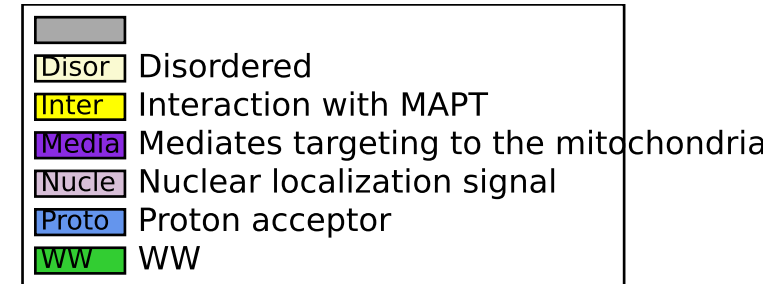 Disor Disordered
Inter Interaction with MAPT
Media Mediates targeting to the mitochondria
Nucle Nuclear localization signal
Proto Proton acceptor
WW WW